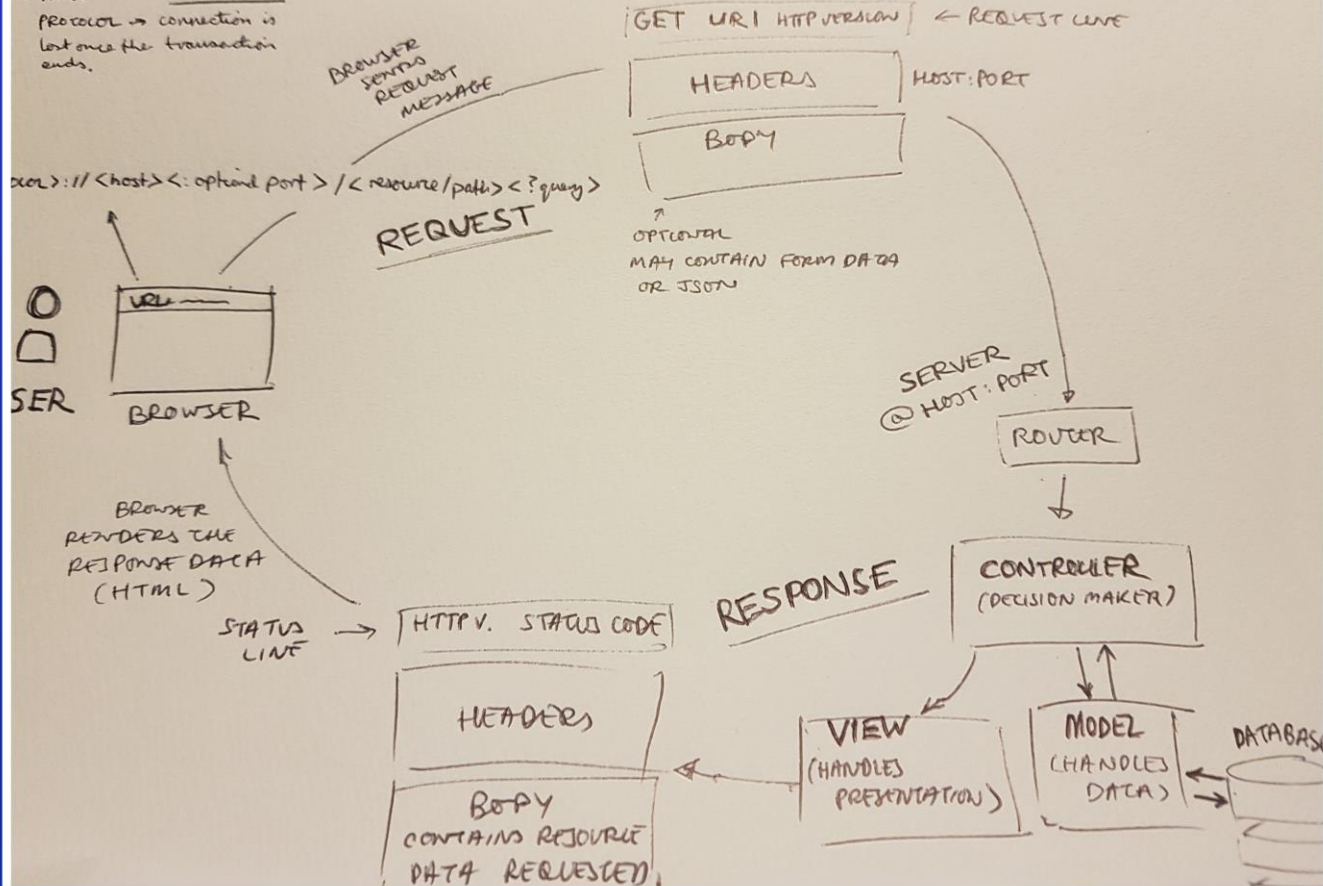 PROTOCOL → connection is
lost once the transaction
ends.
BROWSER
SENDS
REQUEST
MESSAGE
GET URI HTTP VERSION
← REQUEST LINE
HEADERS
HOST:PORT
BODY
OCOL>://<host><:optional port>/<resource/path><?query>
REQUEST
OPTIONAL
MAY CONTAIN FORM DATA
OR JSON
URL
SER
BROWSER
SERVER
@HOST:PORT
ROUTER
BROWSER
RENDERS THE
RESPONSE DATA
(HTML)
STATUS
LINE →
HTTP V. STATUS CODE
RESPONSE
CONTROLLER
(DECISION MAKER)
HEADERS
VIEW
(HANDLES
PRESENTATION)
MODEL
(HANDLES
DATA)
DATABAS
BODY
CONTAINS RESOURCE
DATA REQUESTED